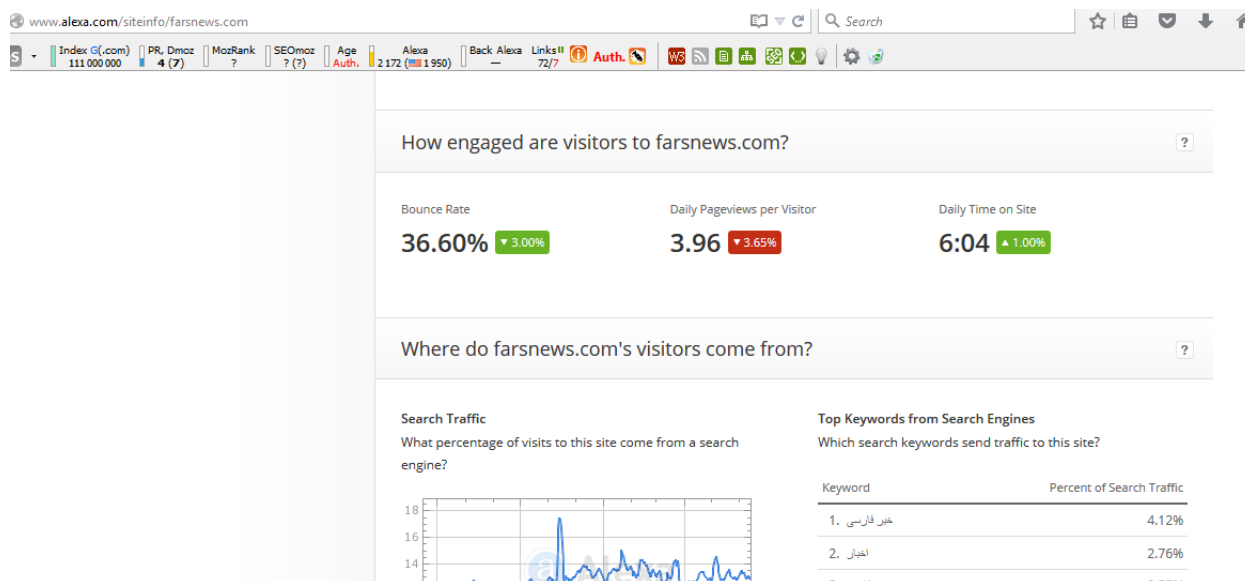 www.alexa.com/siteinfo/farsnews.com
Search
S Index G(.com) PR, Dmoz MozRank SEOmoz Age Alexa Back Alexa Links
111 000 000 4 (7) ? ? (?) Auth. 2 172 (1 950) — 72/7 Auth. W3
How engaged are visitors to farsnews.com? ?
Bounce Rate Daily Pageviews per Visitor Daily Time on Site
36.60% ▼ 3.00% 3.96 ▼ 3.65% 6:04 ▲ 1.00%
Where do farsnews.com's visitors come from? ?
Search Traffic
What percentage of visits to this site come from a search
engine?
Top Keywords from Search Engines
Which search keywords send traffic to this site?
Keyword Percent of Search Traffic
1. خبر فارسی 4.12%
2. اخبار 2.76%
18
16
14
a Alexa